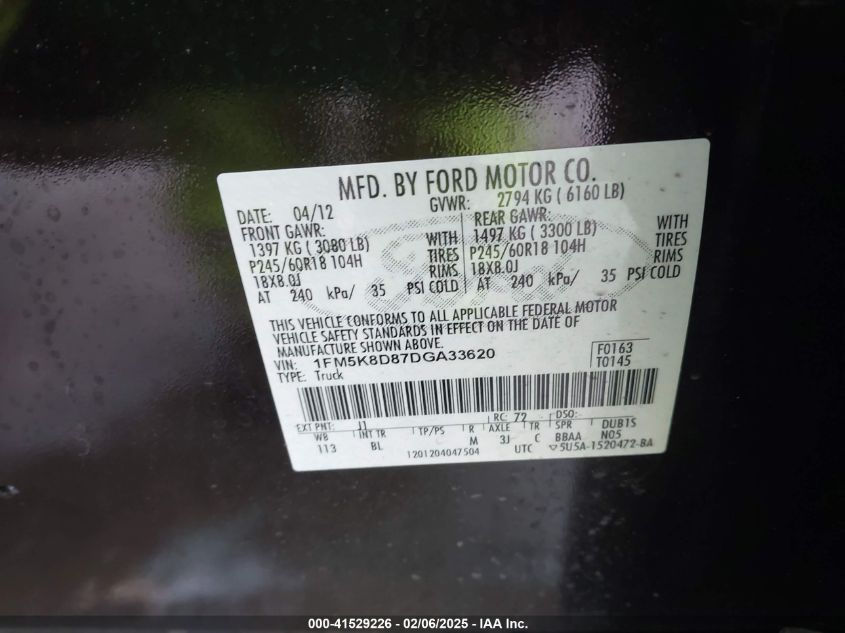 MFD. BY FORD MOTOR CO.
DATE: 04/12 GVWR: 2794 KG ( 6160 LB)
FRONT GAWR: REAR GAWR:
1397 KG ( 3080 LB) WITH 1497 KG ( 3300 LB) WITH
P245/60R18 104H TIRES P245/60R18 104H TIRES
18X8.0J RIMS 18X8.0J RIMS
AT 240 kPa/ 35 PSI COLD AT 240 kPa/ 35 PSI COLD
THIS VEHICLE CONFORMS TO ALL APPLICABLE FEDERAL MOTOR
VEHICLE SAFETY STANDARDS IN EFFECT ON THE DATE OF
MANUFACTURE SHOWN ABOVE.
VIN: 1FM5K8D87DGA33620 F0163
TYPE: Truck T0145
EXT PNT: J1 RC: 72 DSO:
WB INT TR TP/PS R AXLE TR SPR DUB1S
113 BL M 3J C BBAA N05
1201204047504 UTC ▽5U5A-1520472-BA
000-41529226 - 02/06/2025 - IAA Inc.